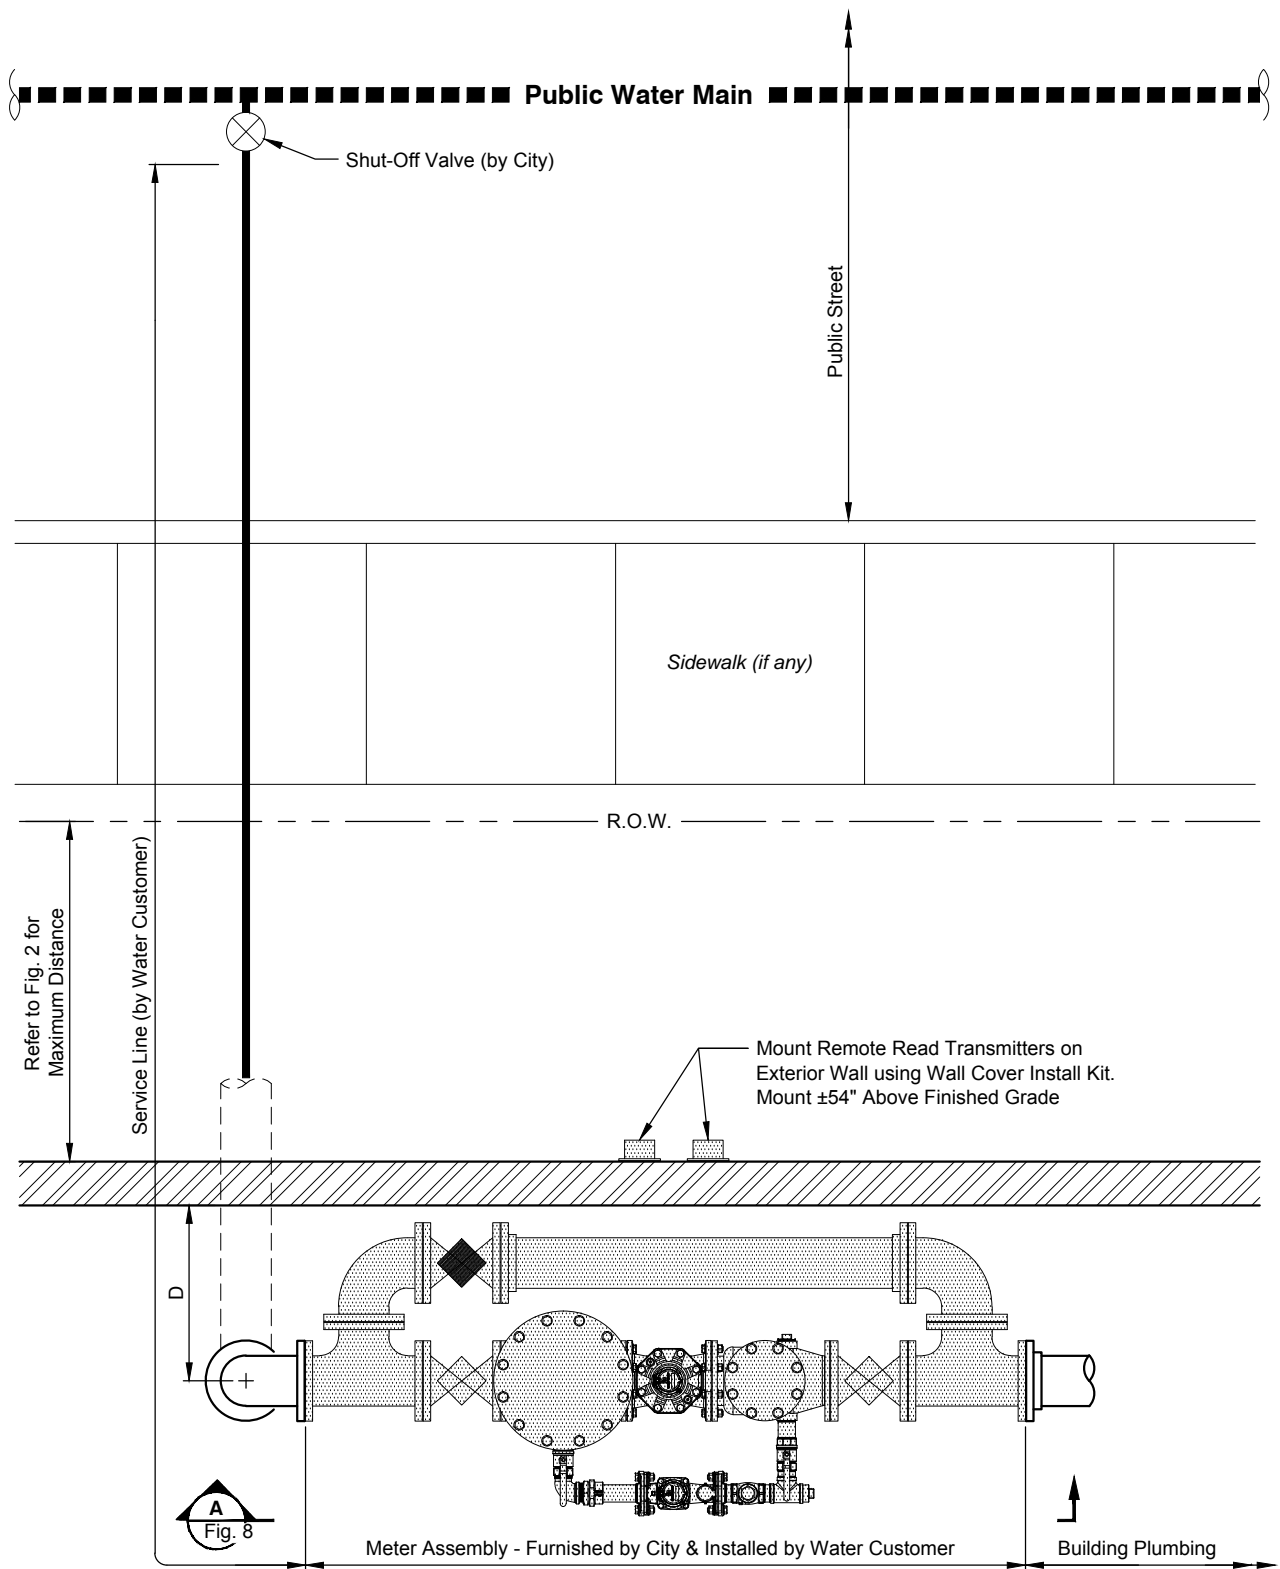 Public Water Main
Shut-Off Valve (by City)
Public Street
Sidewalk (if any)
R.O.W.
Refer to Fig. 2 for
Maximum Distance
Service Line (by Water Customer)
Mount Remote Read Transmitters on
Exterior Wall using Wall Cover Install Kit.
Mount ±54" Above Finished Grade
D
A
Fig. 8
Meter Assembly - Furnished by City & Installed by Water Customer
Building Plumbing